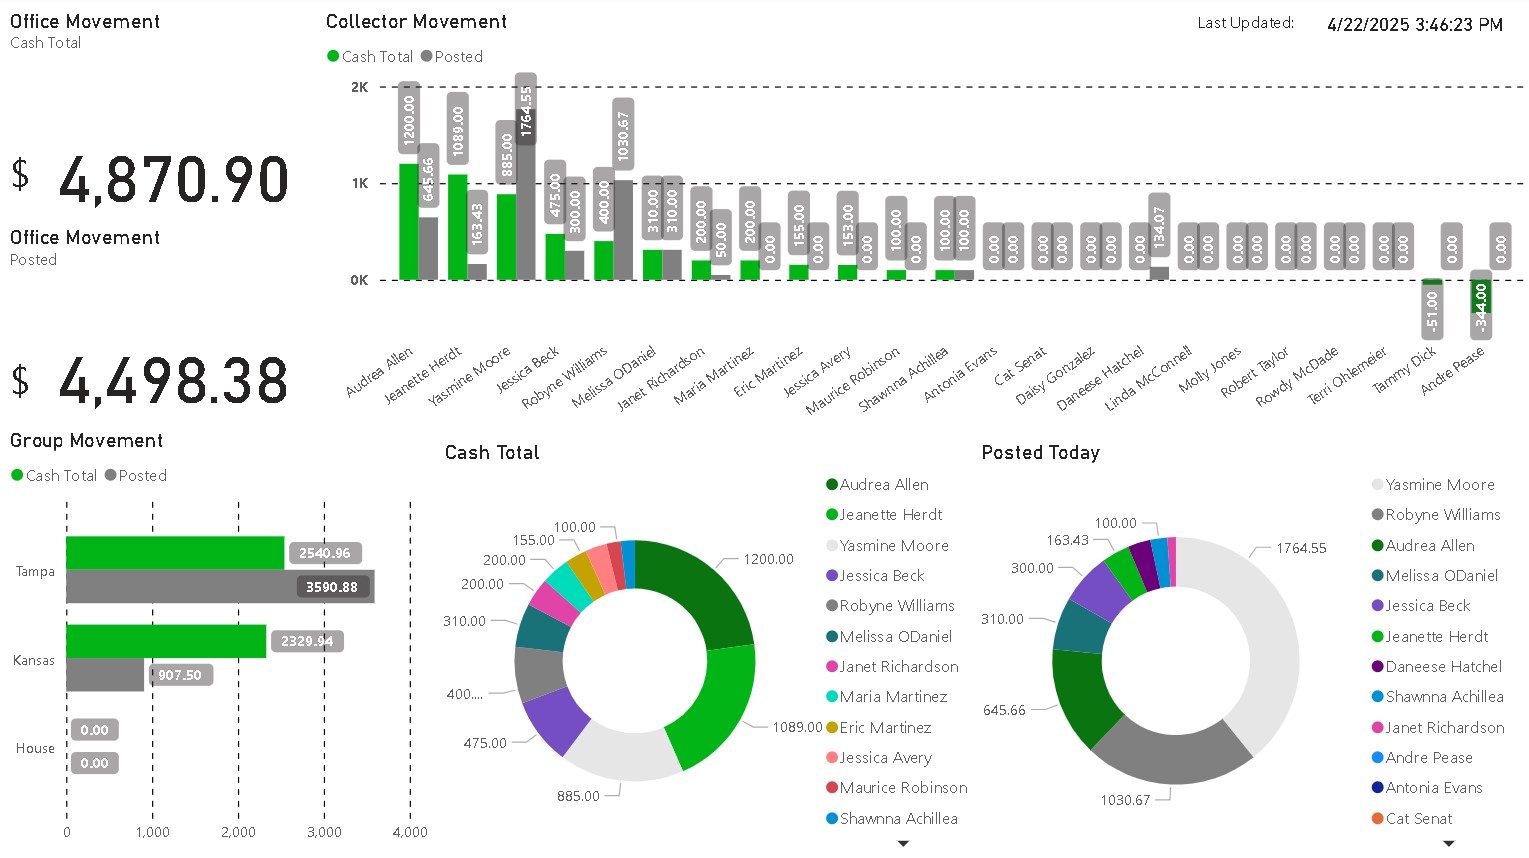 Office Movement
Cash Total
$ 4,870.90
Office Movement
Posted
$ 4,498.38
Collector Movement
Last Updated: 4/22/2025 3:46:23 PM
Cash Total Posted
2K
1K
0K
1200.00
645.66
1089.00
163.43
885.00
1764.55
475.00
300.00
400.00
1030.67
310.00
310.00
200.00
50.00
200.00
0.00
155.00
0.00
153.00
0.00
100.00
0.00
100.00
100.00
0.00
0.00
0.00
0.00
0.00
0.00
0.00
134.07
0.00
0.00
0.00
0.00
0.00
0.00
0.00
0.00
0.00
0.00
-51.00
0.00
-344.00
0.00
Audrea Allen
Jeanette Herdt
Yasmine Moore
Jessica Beck
Robyne Williams
Melissa ODaniel
Janet Richardson
Maria Martinez
Eric Martinez
Jessica Avery
Maurice Robinson
Shawnna Achillea
Antonia Evans
Cat Senat
Daisy Gonzalez
Daneese Hatchel
Linda McConnell
Molly Jones
Robert Taylor
Rowdy McDade
Terri Ohlemeier
Tammy Dick
Andre Pease
Group Movement
Cash Total Posted
Tampa
2540.96
3590.88
Kansas
2329.94
907.50
House
0.00
0.00
0 1,000 2,000 3,000 4,000
Cash Total
1200.00
1089.00
885.00
475.00
400....
310.00
200.00
200.00
155.00
100.00
Audrea Allen
Jeanette Herdt
Yasmine Moore
Jessica Beck
Robyne Williams
Melissa ODaniel
Janet Richardson
Maria Martinez
Eric Martinez
Jessica Avery
Maurice Robinson
Shawnna Achillea
Posted Today
1764.55
1030.67
645.66
310.00
300.00
163.43
100.00
Yasmine Moore
Robyne Williams
Audrea Allen
Melissa ODaniel
Jessica Beck
Jeanette Herdt
Daneese Hatchel
Shawnna Achillea
Janet Richardson
Andre Pease
Antonia Evans
Cat Senat